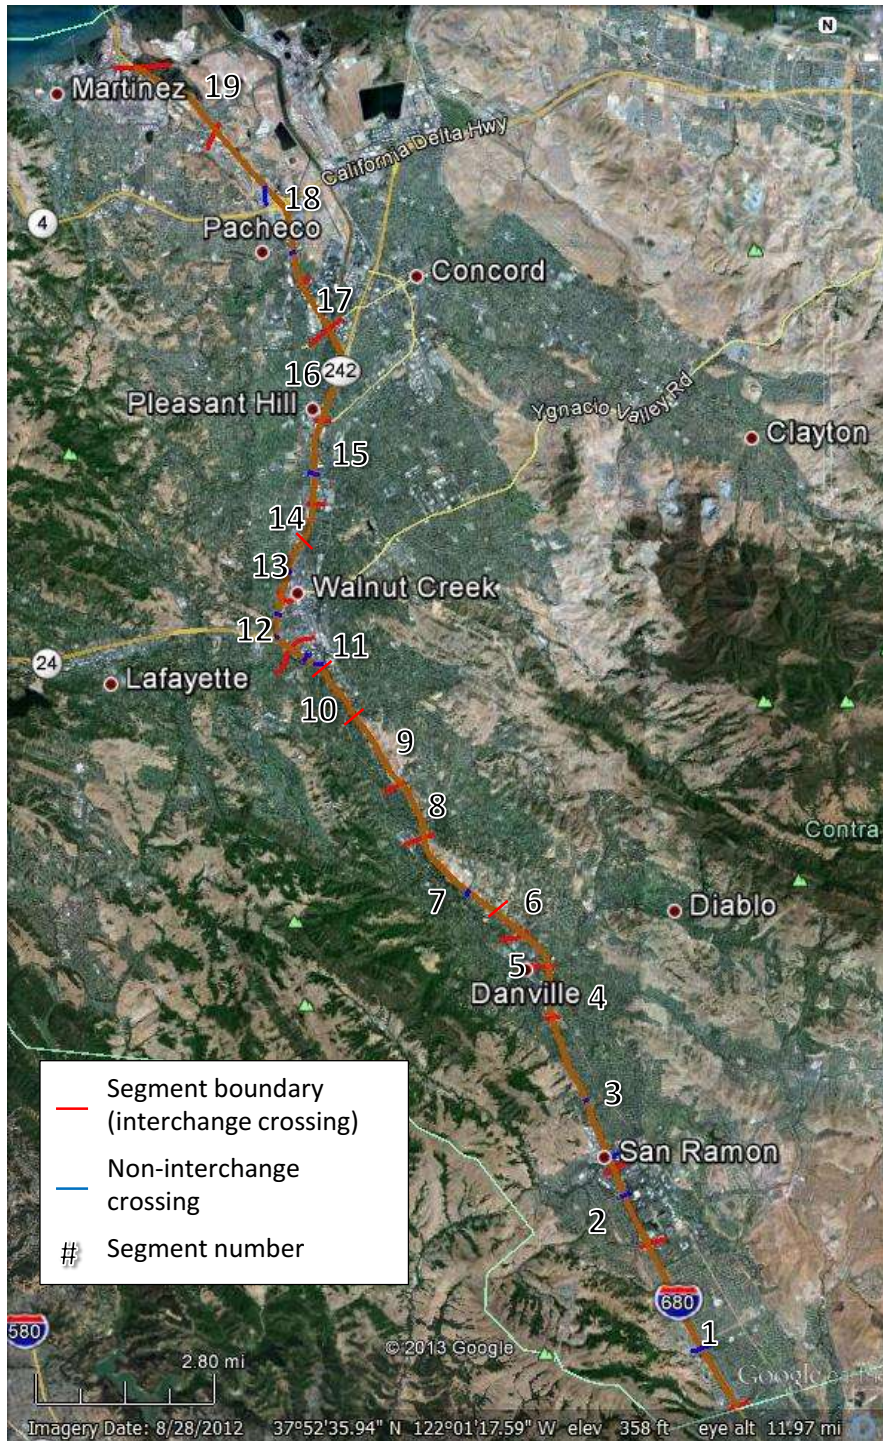 N
Martinez
19
California Delta Hwy
18
4
Pacheco
Concord
17
16
242
Pleasant Hill
Ygnacio Valley Rd
Clayton
15
14
13
Walnut Creek
12
11
24
Lafayette
10
9
8
Contra
7
6
Diablo
5
Danville
4
3
San Ramon
2
Segment boundary
(interchange crossing)
Non-interchange
crossing
# Segment number
680
580
1
© 2013 Google
2.80 mi
Google
Imagery Date: 8/28/2012 37°52'35.94" N 122°01'17.59" W elev 358 ft eye alt 11.97 mi